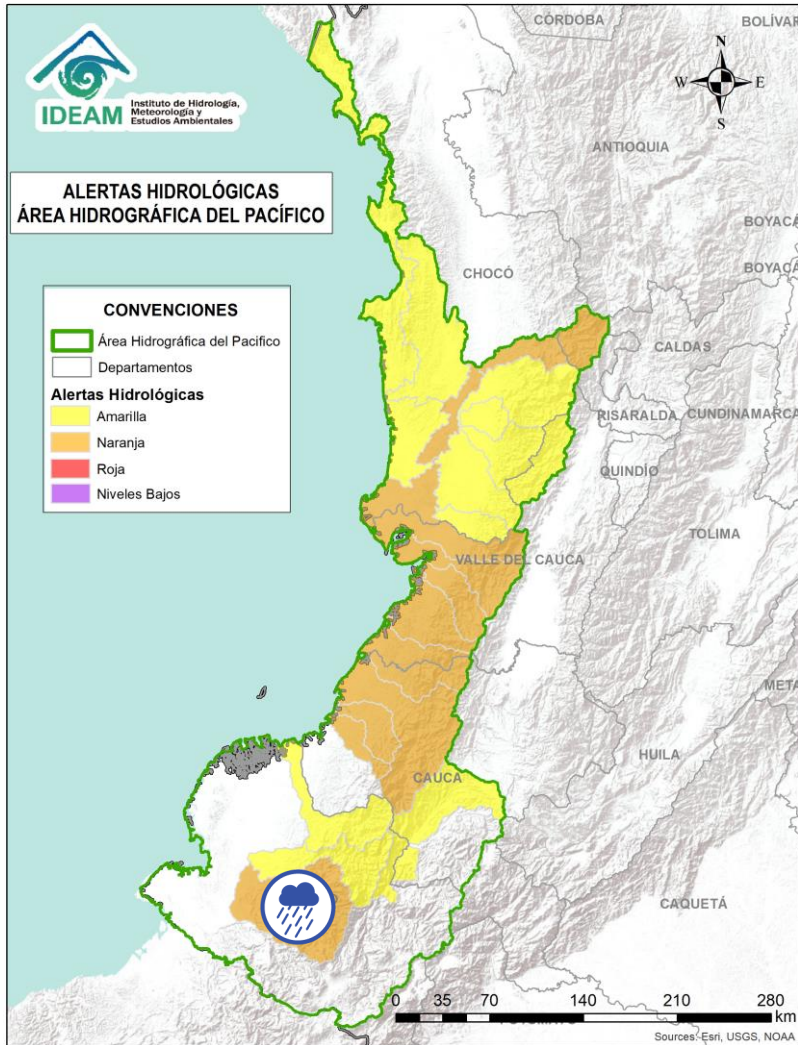 IDEAM
Instituto de Hidrología,
Meteorología y
Estudios Ambientales
ALERTAS HIDROLÓGICAS
ÁREA HIDROGRÁFICA DEL PACÍFICO
CONVENCIONES
Área Hidrográfica del Pacifico
Departamentos
Alertas Hidrológicas
Amarilla
Naranja
Roja
Niveles Bajos
N
W
E
S
CÓRDOBA
BOLÍVAR
ANTIOQUIA
BOYACÁ
CHOCÓ
BOYACÁ
CALDAS
RISARALDA
CUNDINAMARCA
QUINDÍO
TOLIMA
VALLE DEL CAUCA
META
HUILA
CAUCA
CAQUETÁ
0 35 70 140 210 280
km
Sources: Esri, USGS, NOAA